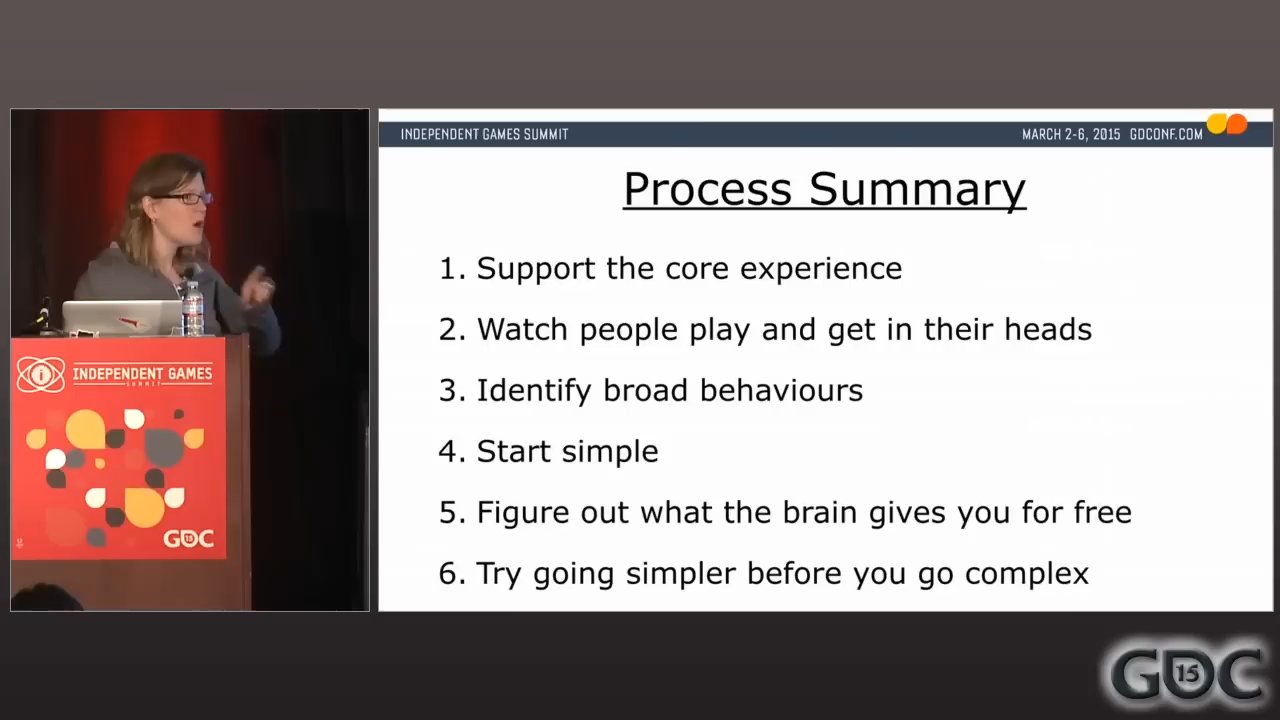 INDEPENDENT GAMES SUMMIT
MARCH 2-6, 2015 GDCONF.COM
Process Summary
1. Support the core experience
2. Watch people play and get in their heads
3. Identify broad behaviours
4. Start simple
5. Figure out what the brain gives you for free
6. Try going simpler before you go complex
INDEPENDENT GAMES
SUMMIT
GDC
15
GDC
15